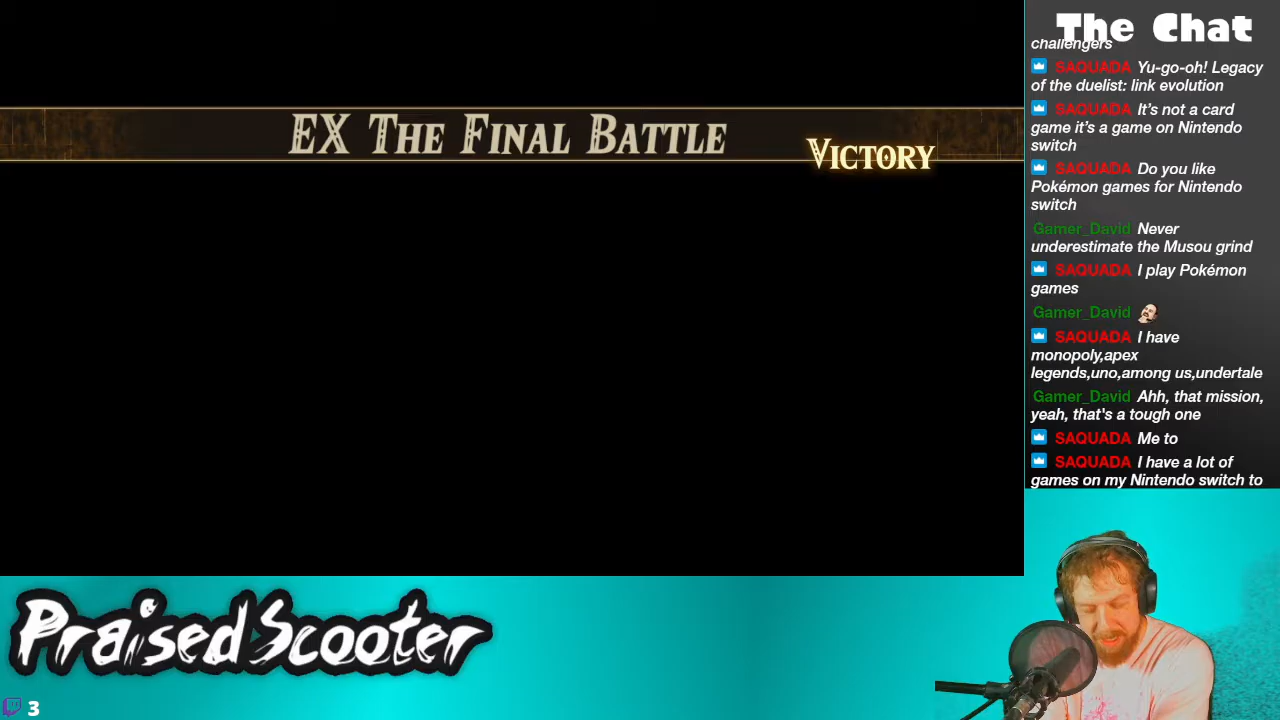 EX The Final Battle
Victory
The Chat
challengers
SAQUADA Yu-go-oh! Legacy
of the duelist: link evolution
SAQUADA It’s not a card
game it’s a game on Nintendo
switch
SAQUADA Do you like
Pokémon games for Nintendo
switch
Gamer_David Never
underestimate the Musou grind
SAQUADA I play Pokémon
games
Gamer_David
SAQUADA I have
monopoly,apex
legends,uno,among us,undertale
Gamer_David Ahh, that mission,
yeah, that's a tough one
SAQUADA Me to
SAQUADA I have a lot of
games on my Nintendo switch to
PraisedScooter
3